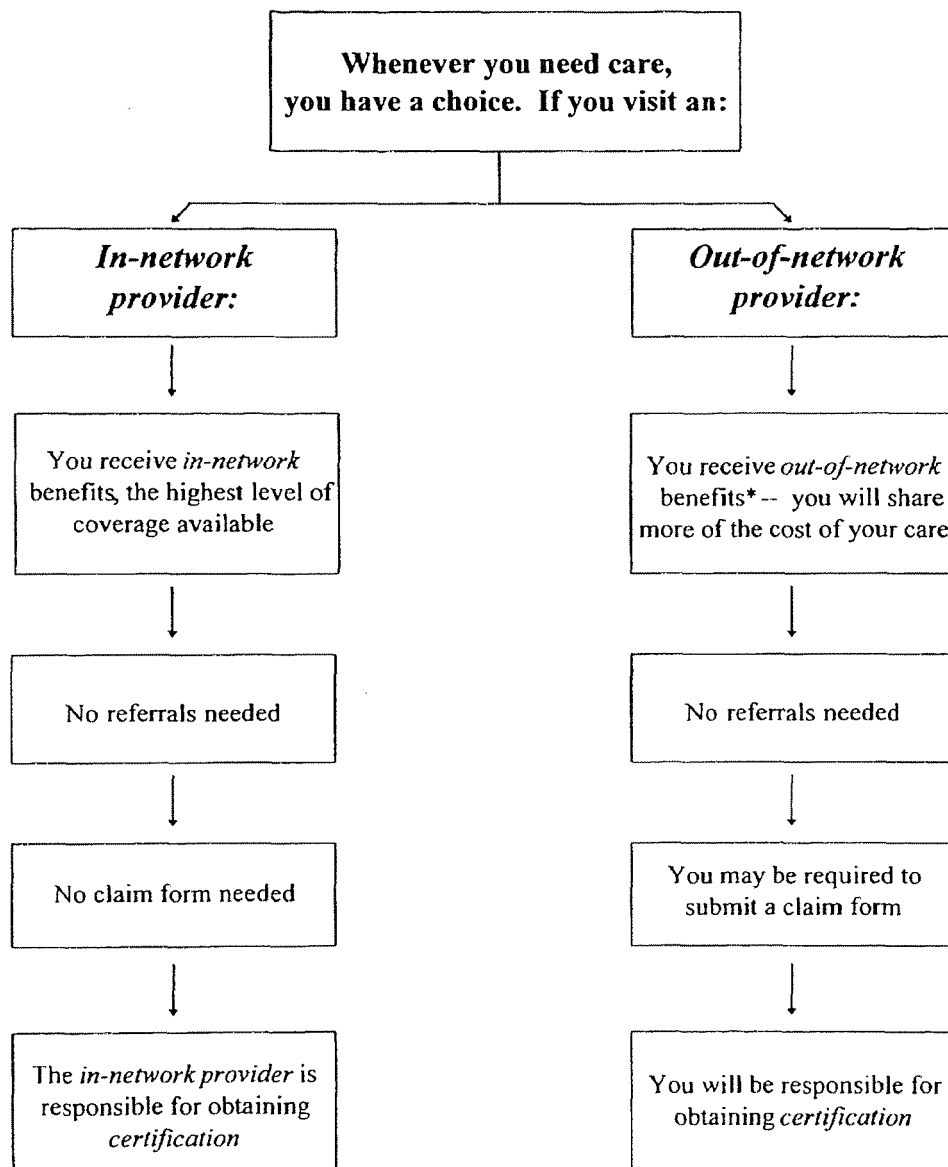 Whenever you need care,
you have a choice. If you visit an:
In-network
provider:
You receive in-network
benefits, the highest level of
coverage available
No referrals needed
No claim form needed
The in-network provider is
responsible for obtaining
certification
Out-of-network
provider:
You receive out-of-network
benefits* -- you will share
more of the cost of your care
No referrals needed
You may be required to
submit a claim form
You will be responsible for
obtaining certification